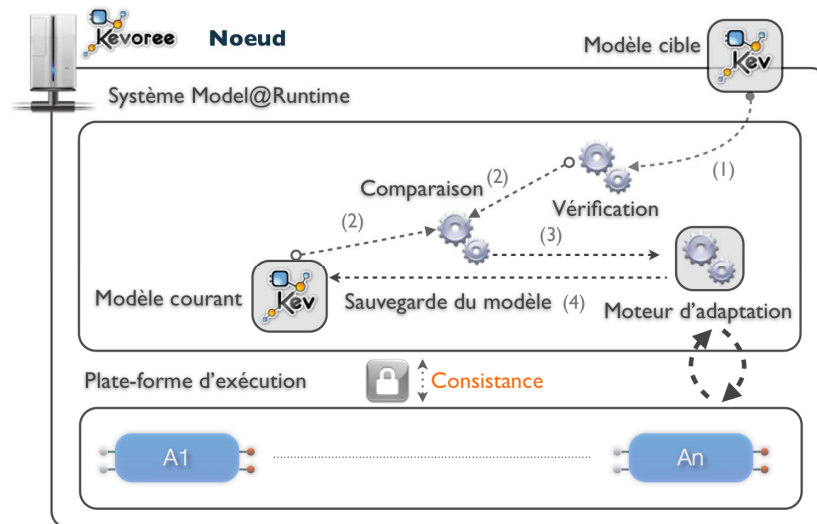 Kevoree Noeud
Modèle cible
Kev
Système Model@Runtime
(1)
(2)
Comparaison
Vérification
(2)
(3)
Modèle courant
Kev
Sauvegarde du modèle (4)
Moteur d'adaptation
Plate-forme d'exécution
Consistance
A1
An